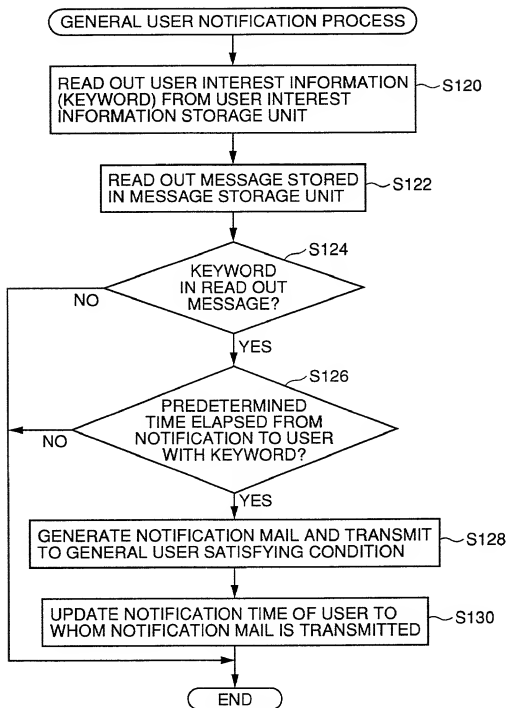 GENERAL USER NOTIFICATION PROCESS
READ OUT USER INTEREST INFORMATION
(KEYWORD) FROM USER INTEREST
INFORMATION STORAGE UNIT
S120
READ OUT MESSAGE STORED
IN MESSAGE STORAGE UNIT
S122
S124
KEYWORD
IN READ OUT
MESSAGE?
NO
YES
S126
PREDETERMINED
TIME ELAPSED FROM
NOTIFICATION TO USER
WITH KEYWORD?
NO
YES
GENERATE NOTIFICATION MAIL AND TRANSMIT
TO GENERAL USER SATISFYING CONDITION
S128
UPDATE NOTIFICATION TIME OF USER TO
WHOM NOTIFICATION MAIL IS TRANSMITTED
S130
END